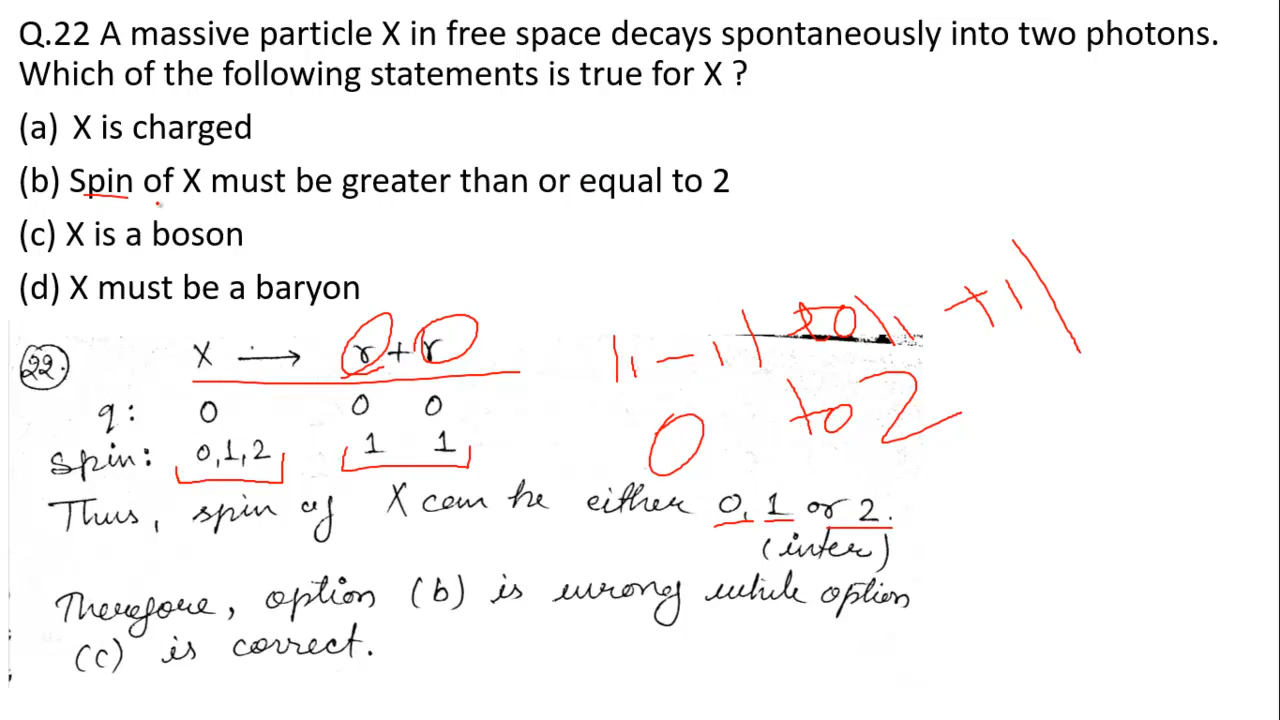 Q.22 A massive particle X in free space decays spontaneously into two photons.
Which of the following statements is true for X ?
(a) X is charged
(b) Spin of X must be greater than or equal to 2
(c) X is a boson
(d) X must be a baryon
22. X → r + r
|1-1| to |1+1|
q: 0 0 0
0 to 2
spin: 0,1,2 1 1
Thus, spin of X can be either 0, 1 or 2.
(inter)
Therefore, option (b) is wrong while option
(c) is correct.